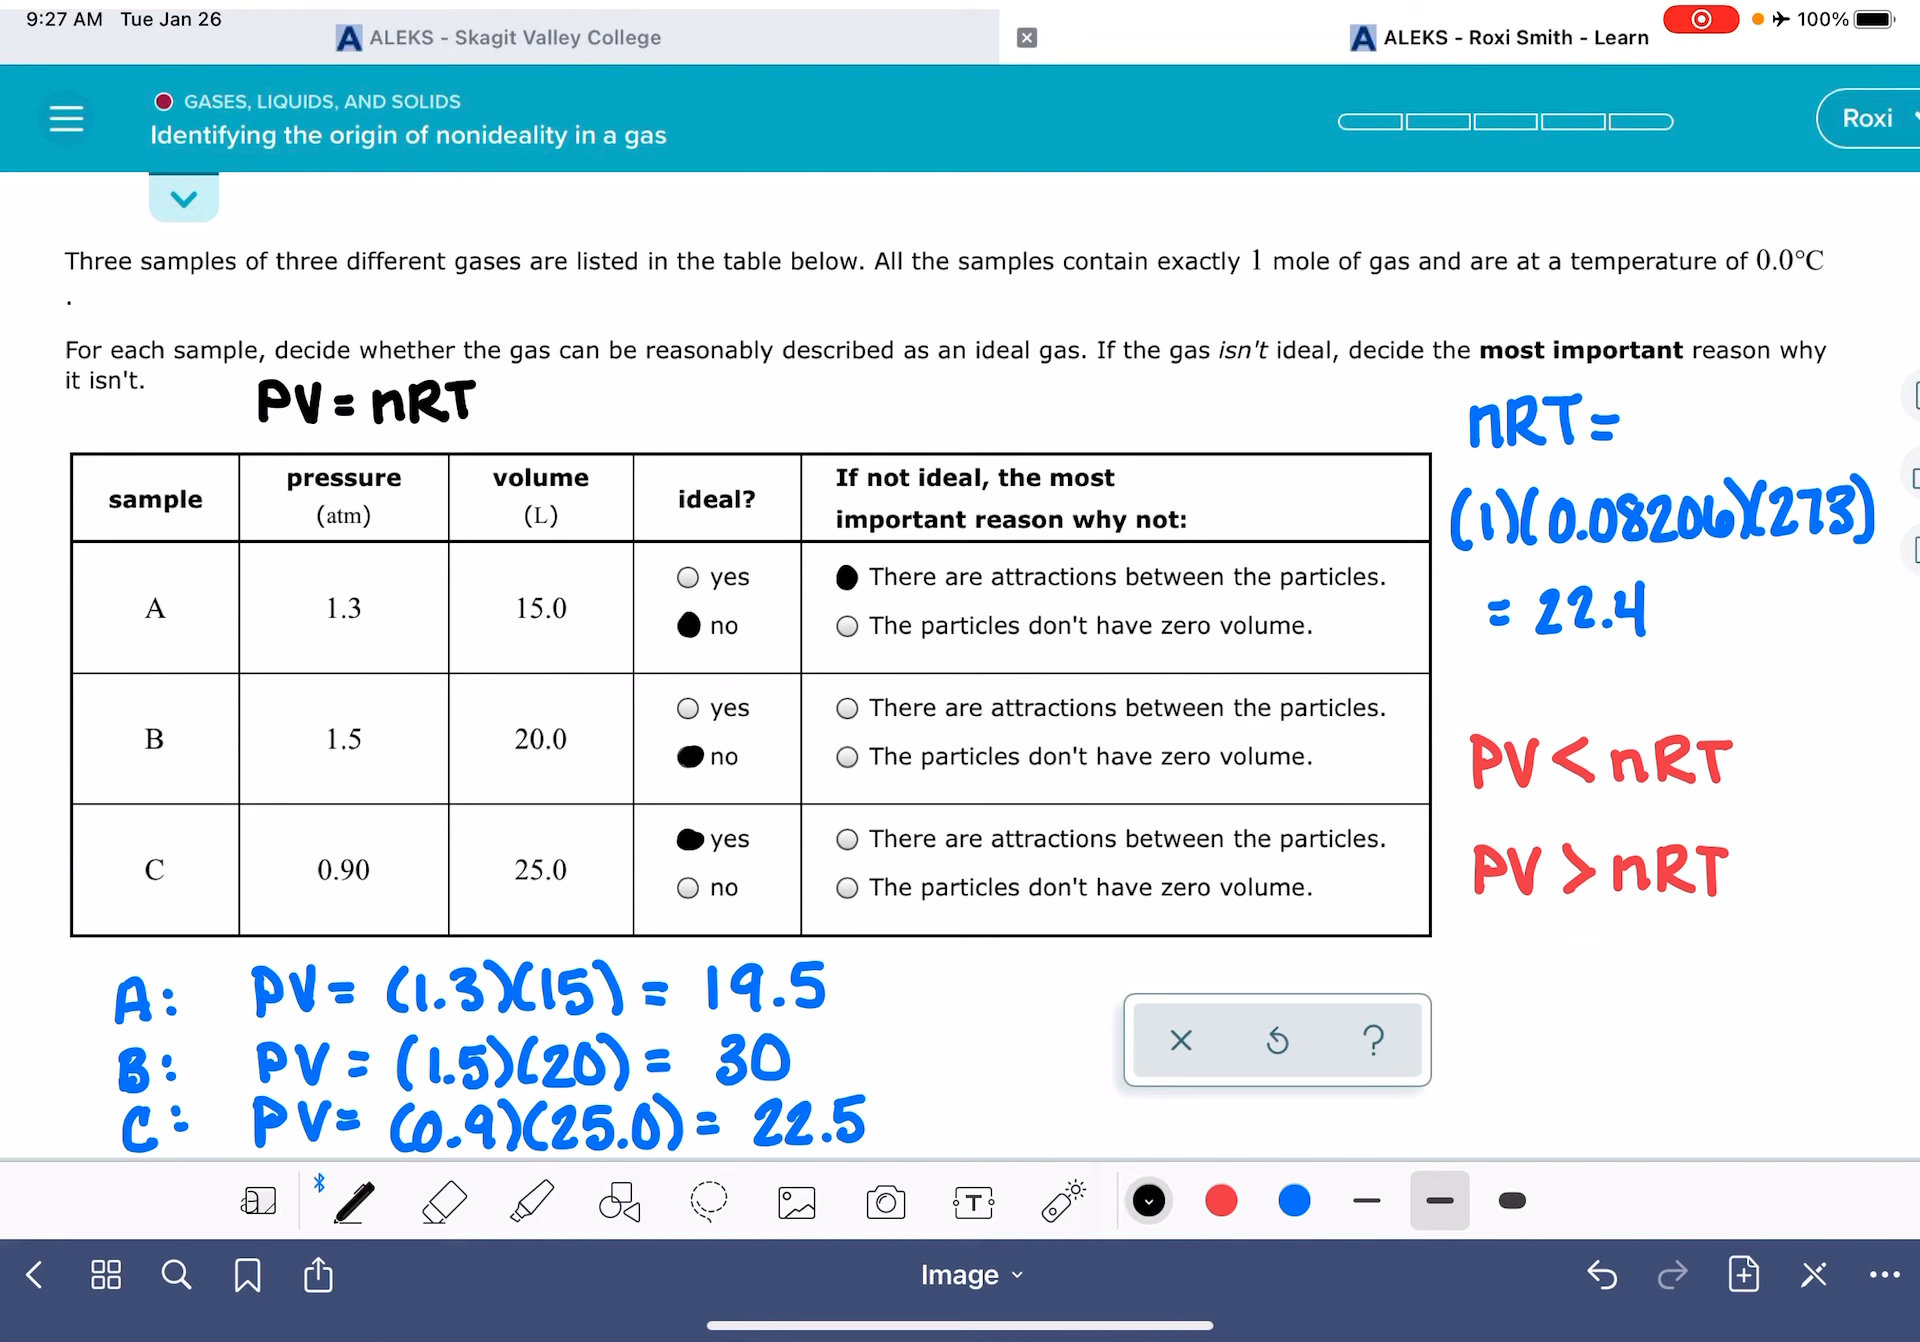 9:27 AM Tue Jan 26
100%
ALEKS - Skagit Valley College
ALEKS - Roxi Smith - Learn
GASES, LIQUIDS, AND SOLIDS
Identifying the origin of nonideality in a gas
Roxi
Three samples of three different gases are listed in the table below. All the samples contain exactly 1 mole of gas and are at a temperature of 0.0°C
.
For each sample, decide whether the gas can be reasonably described as an ideal gas. If the gas isn't ideal, decide the most important reason why
it isn't.
PV = nRT
nRT =
(1)(0.08206)(273)
= 22.4
PV < nRT
PV > nRT
sample
pressure
(atm)
volume
(L)
ideal?
If not ideal, the most
important reason why not:
A
1.3
15.0
yes
no
There are attractions between the particles.
The particles don't have zero volume.
B
1.5
20.0
yes
no
There are attractions between the particles.
The particles don't have zero volume.
C
0.90
25.0
yes
no
There are attractions between the particles.
The particles don't have zero volume.
A: PV = (1.3)(15) = 19.5
B: PV = (1.5)(20) = 30
C: PV = (0.9)(25.0) = 22.5
?
Image